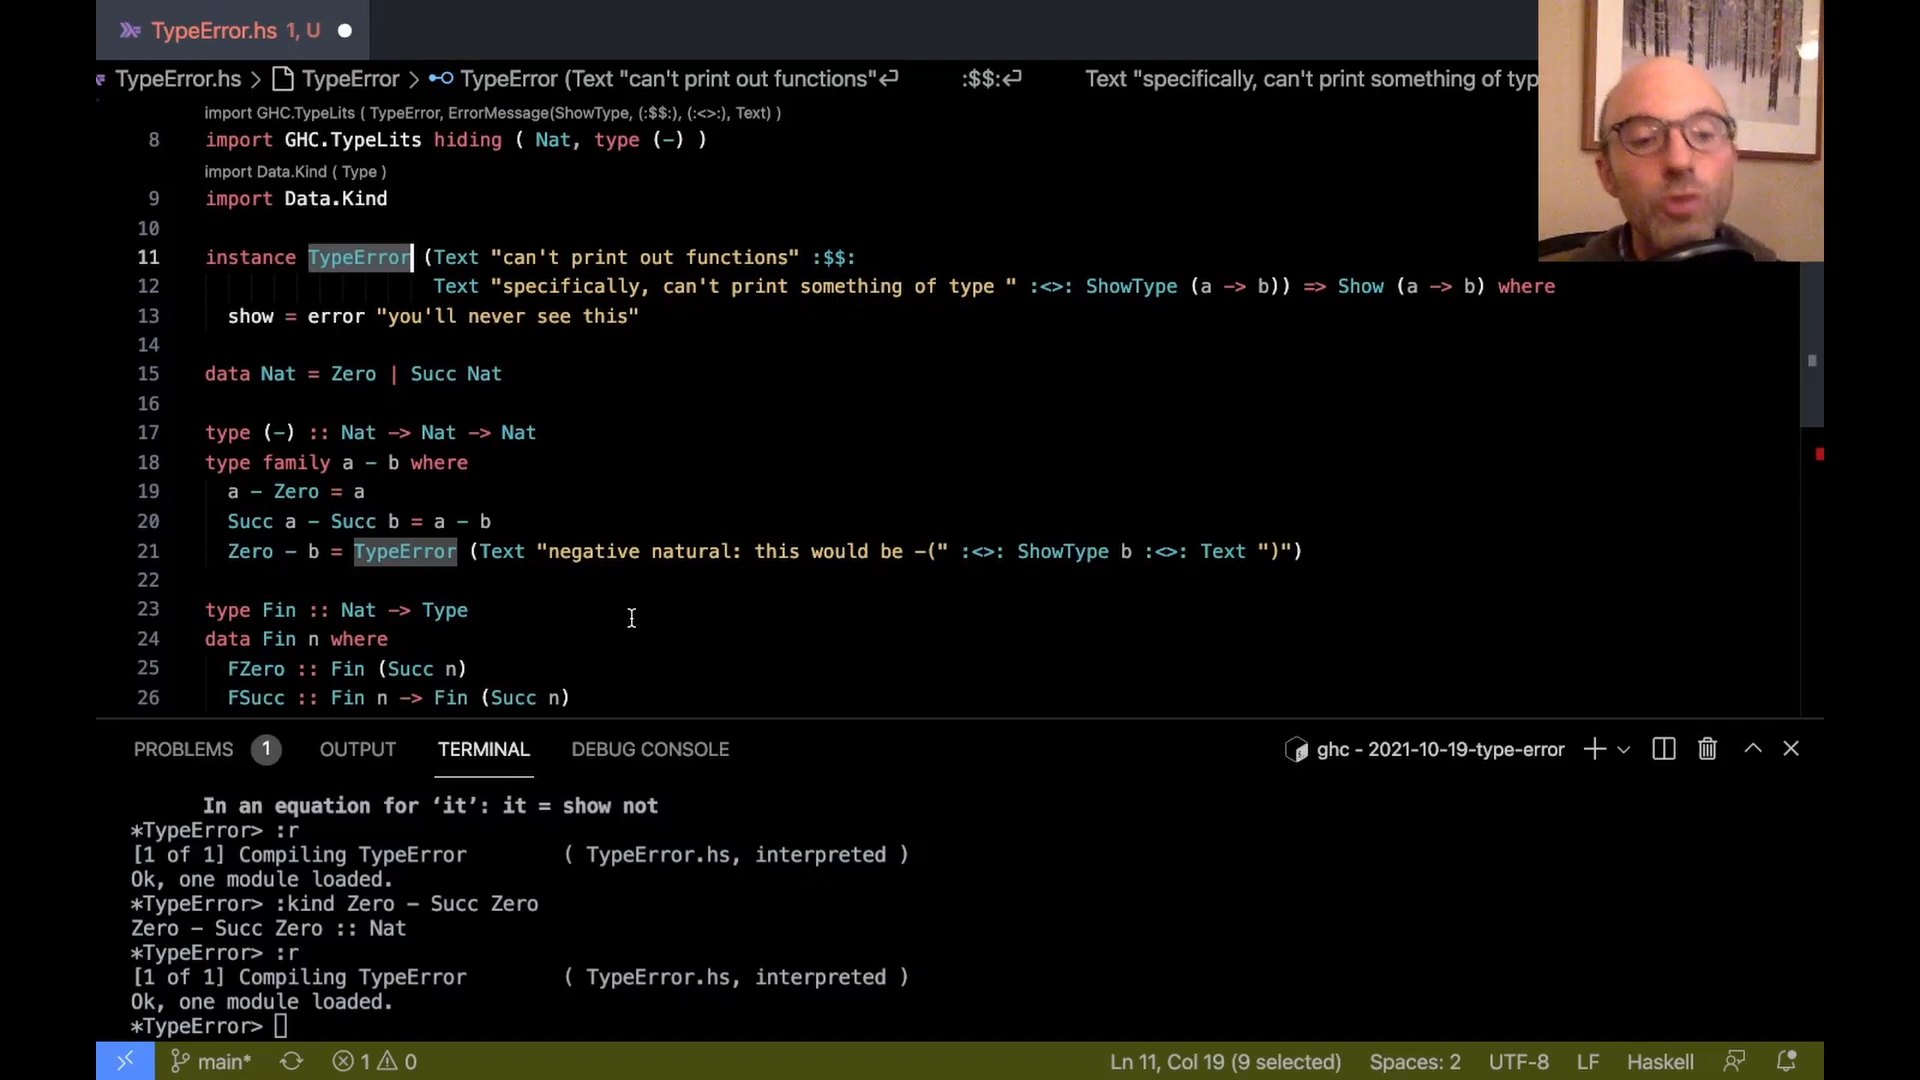 TypeError.hs 1, U
TypeError.hs > TypeError > TypeError (Text "can't print out functions"↵ :$$:↵ Text "specifically, can't print something of typ
import GHC.TypeLits ( TypeError, ErrorMessage(ShowType, (:$$:), (:<>:), Text) )
8 import GHC.TypeLits hiding ( Nat, type (-) )
import Data.Kind ( Type )
9 import Data.Kind
10
11 instance TypeError (Text "can't print out functions" :$$:
12 Text "specifically, can't print something of type " :<>: ShowType (a -> b)) => Show (a -> b) where
13 show = error "you'll never see this"
14
15 data Nat = Zero | Succ Nat
16
17 type (-) :: Nat -> Nat -> Nat
18 type family a - b where
19 a - Zero = a
20 Succ a - Succ b = a - b
21 Zero - b = TypeError (Text "negative natural: this would be -(" :<>: ShowType b :<>: Text ")")
22
23 type Fin :: Nat -> Type
24 data Fin n where
25 FZero :: Fin (Succ n)
26 FSucc :: Fin n -> Fin (Succ n)
PROBLEMS 1 OUTPUT TERMINAL DEBUG CONSOLE ghc - 2021-10-19-type-error
In an equation for ‘it’: it = show not
*TypeError> :r
[1 of 1] Compiling TypeError ( TypeError.hs, interpreted )
Ok, one module loaded.
*TypeError> :kind Zero - Succ Zero
Zero - Succ Zero :: Nat
*TypeError> :r
[1 of 1] Compiling TypeError ( TypeError.hs, interpreted )
Ok, one module loaded.
*TypeError>
main* 1 0 Ln 11, Col 19 (9 selected) Spaces: 2 UTF-8 LF Haskell